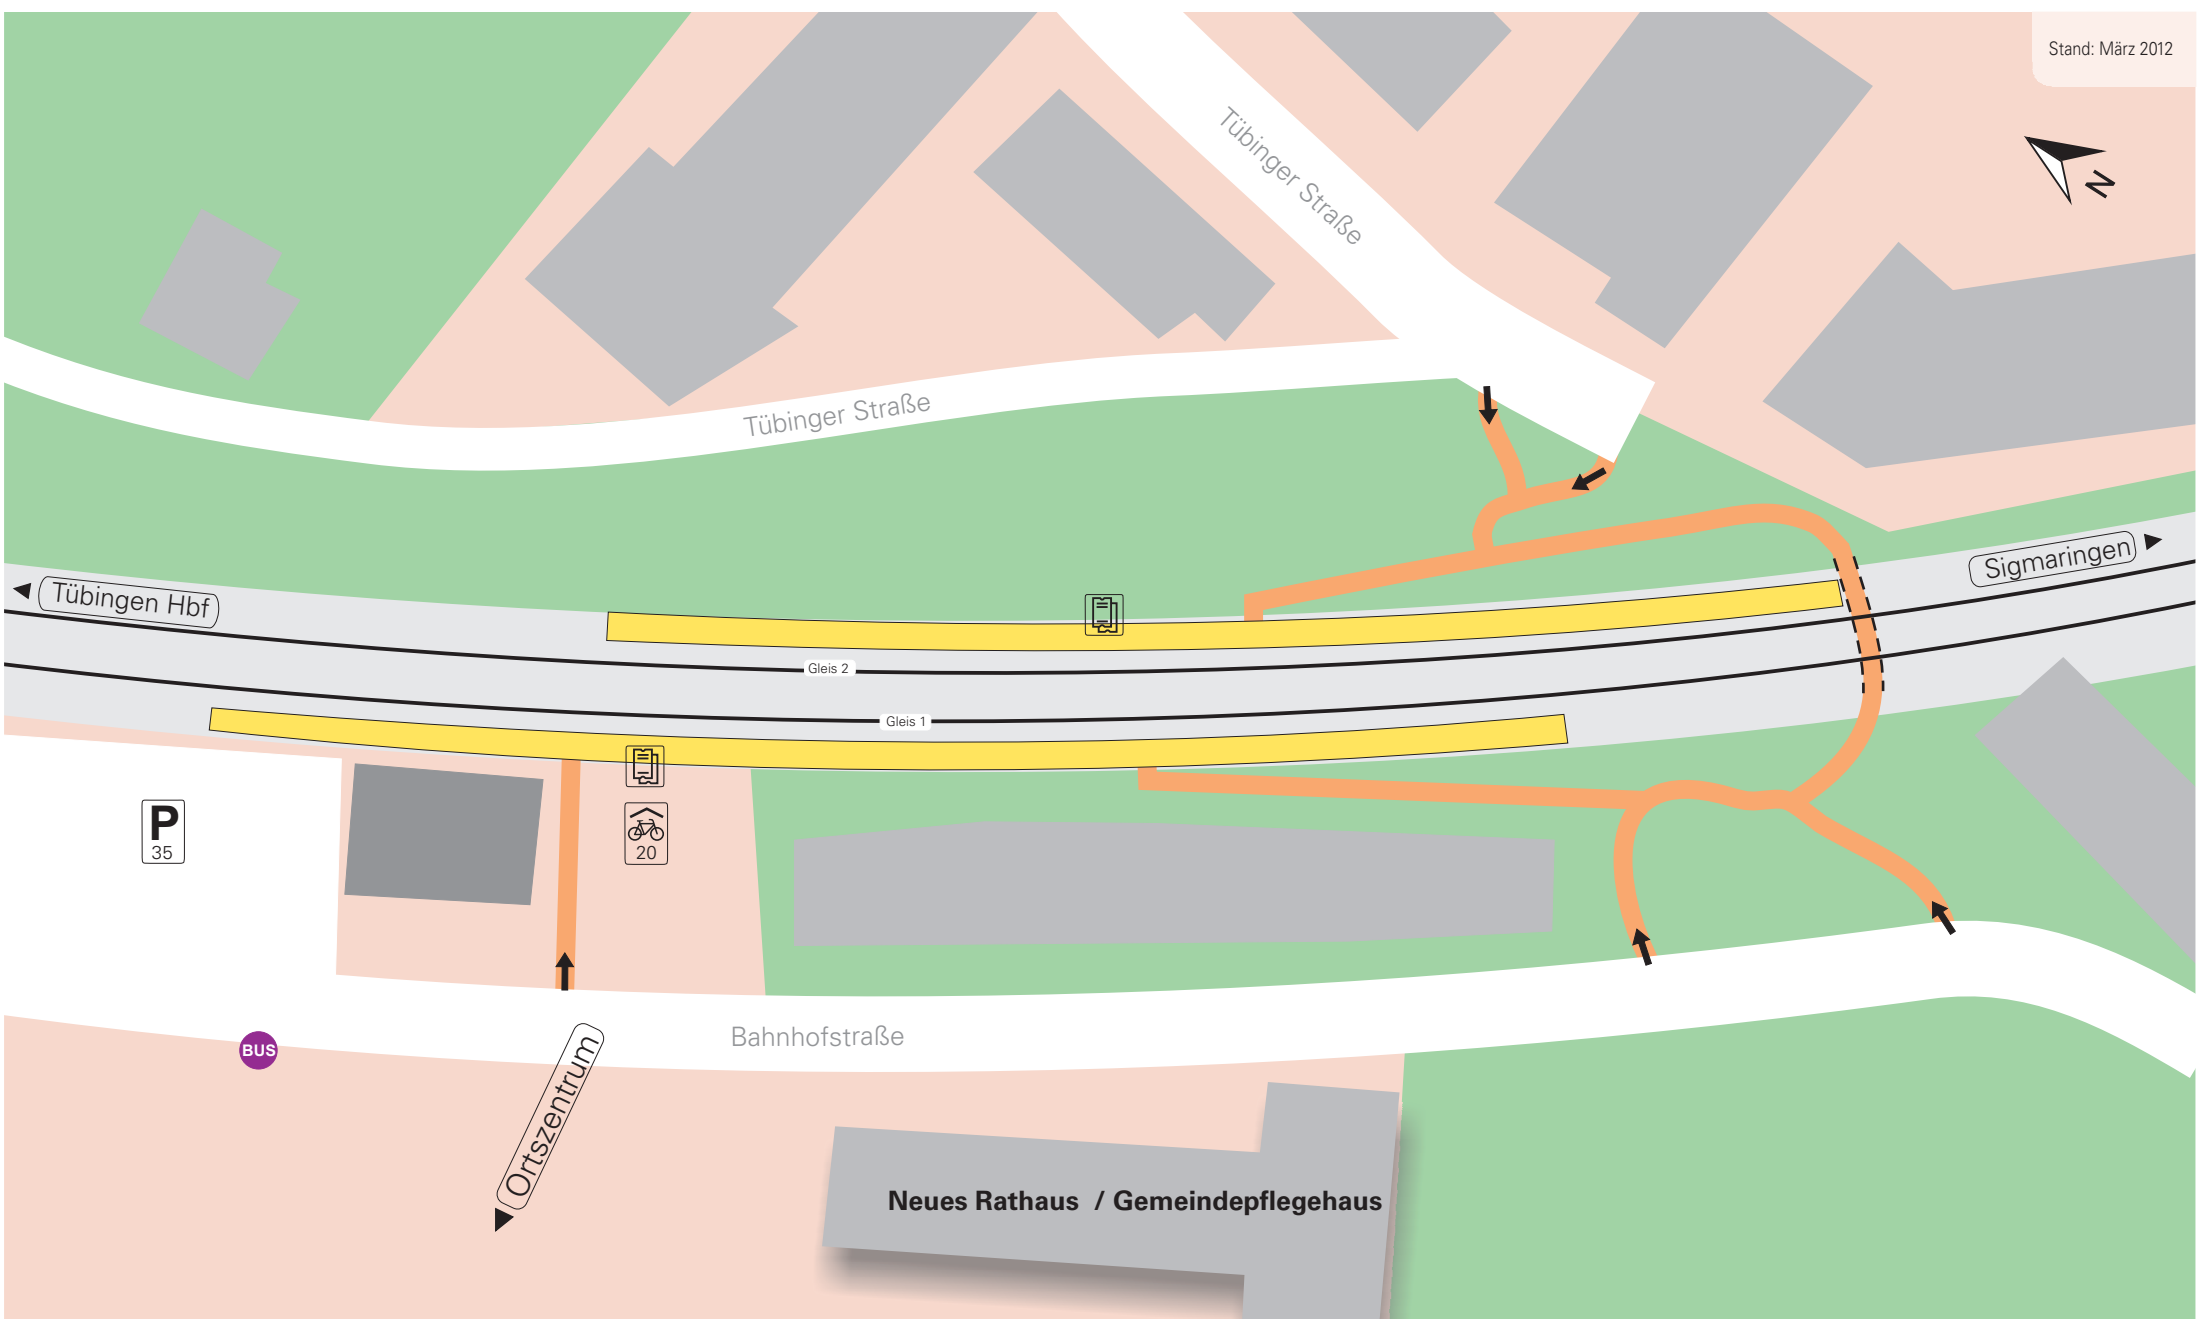 Stand: März 2012
Tübinger Straße
N
Tübinger Straße
Sigmaringen
Tübingen Hbf
Gleis 2
Gleis 1
P
35
20
BUS
Bahnhofstraße
Ortszentrum
Neues Rathaus / Gemeindepflegehaus